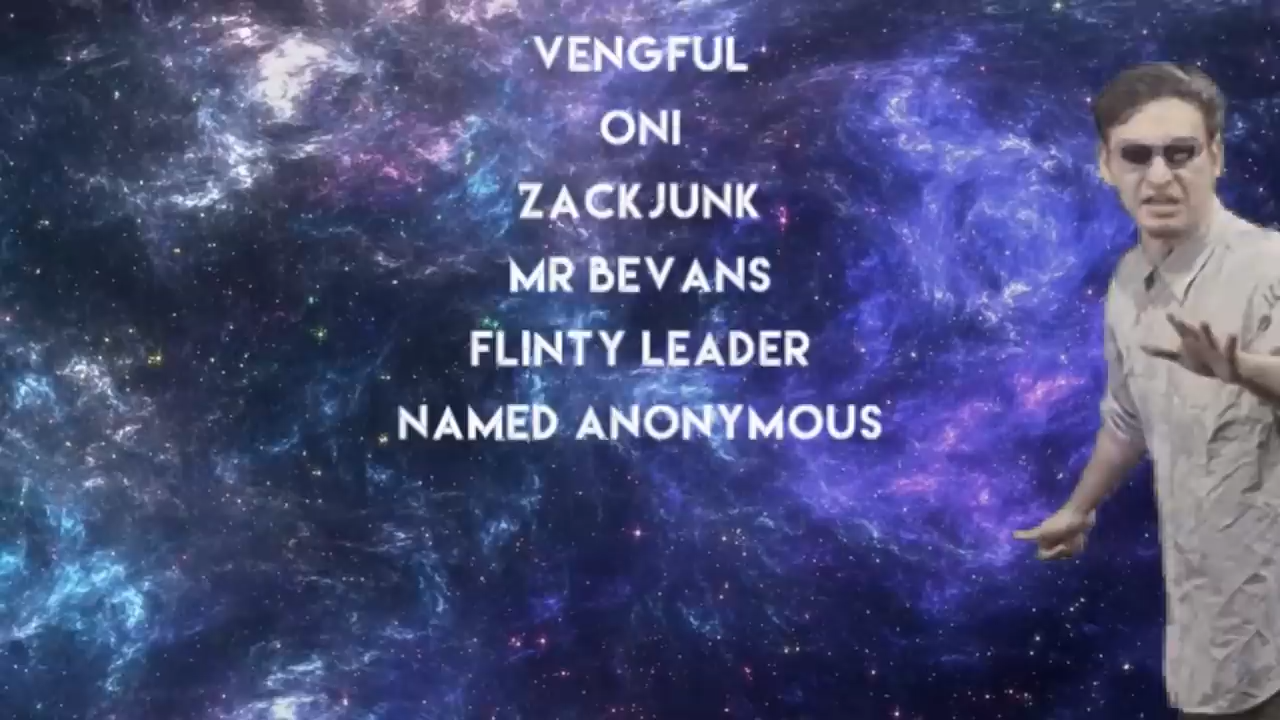 VENGFUL
ONI
ZACKJUNK
MR BEVANS
FLINTY LEADER
NAMED ANONYMOUS